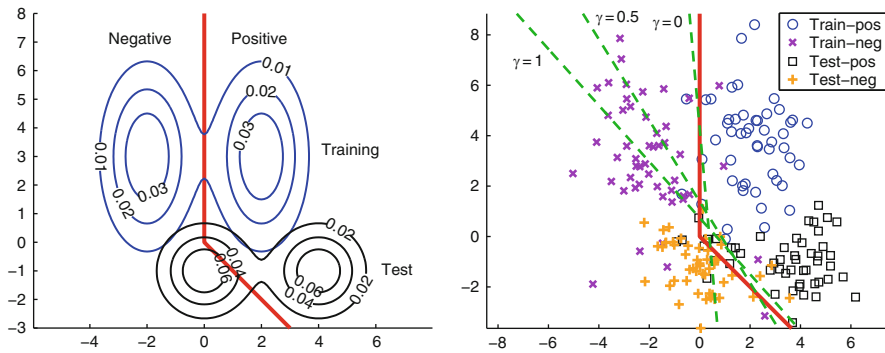 8
7
6
5
4
3
2
1
0
−1
−2
−3
−4 −2 0 2 4 6
Negative Positive
0.01
0.02
0.03
0.01
0.02
0.03
Training
0.02
0.04
0.06
0.04
0.06
0.02
Test
8
6
4
2
0
−2
−8 −6 −4 −2 0 2 4 6 8
γ=1
γ=0.5
γ=0
Train−pos
Train−neg
Test−pos
Test−neg